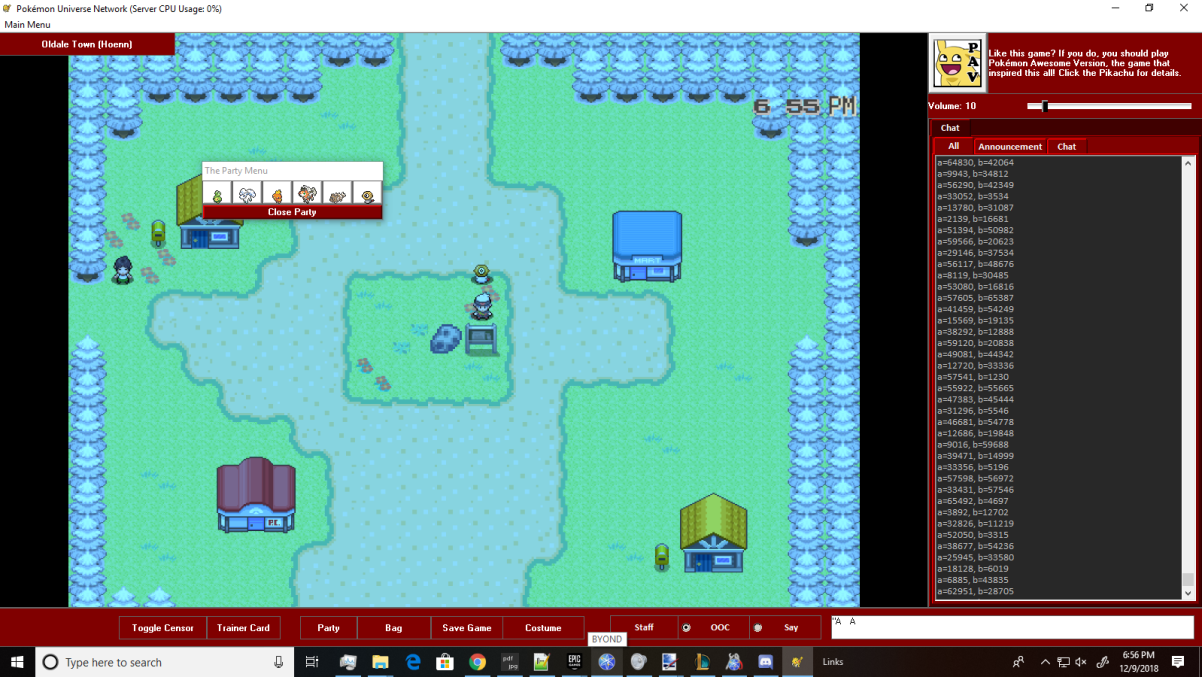 Pokémon Universe Network (Server CPU Usage: 0%)
Main Menu
Oldale Town (Hoenn)
6 55 PM
The Party Menu
Close Party
MART
P.C
PAV
Like this game? If you do, you should play
Pokémon Awesome Version, the game that
inspired this all! Click the Pikachu for details.
Volume: 10
Chat
All Announcement Chat
a=64830, b=42064
a=9943, b=34812
a=56290, b=42349
a=33052, b=3534
a=13780, b=31087
a=2139, b=16681
a=51394, b=50982
a=59566, b=20623
a=29146, b=37534
a=56117, b=48676
a=8119, b=30485
a=53080, b=16816
a=57605, b=65387
a=41459, b=54249
a=15569, b=19135
a=38292, b=12888
a=59120, b=20838
a=49081, b=44342
a=12720, b=33336
a=57541, b=1230
a=55922, b=55665
a=47383, b=45444
a=31296, b=5546
a=46681, b=54778
a=12686, b=19848
a=9016, b=59688
a=39471, b=14999
a=33356, b=5196
a=57598, b=56972
a=33431, b=57546
a=65492, b=4697
a=3892, b=12702
a=32826, b=11219
a=52050, b=3315
a=38677, b=54236
a=25945, b=33580
a=18128, b=6019
a=6885, b=43835
a=62951, b=28705
Toggle Censor Trainer Card Party Bag Save Game Costume Staff OOC Say "A A
BYOND
Type here to search
pdf
JPG
EPIC
GAMES
Links
6:56 PM
12/9/2018